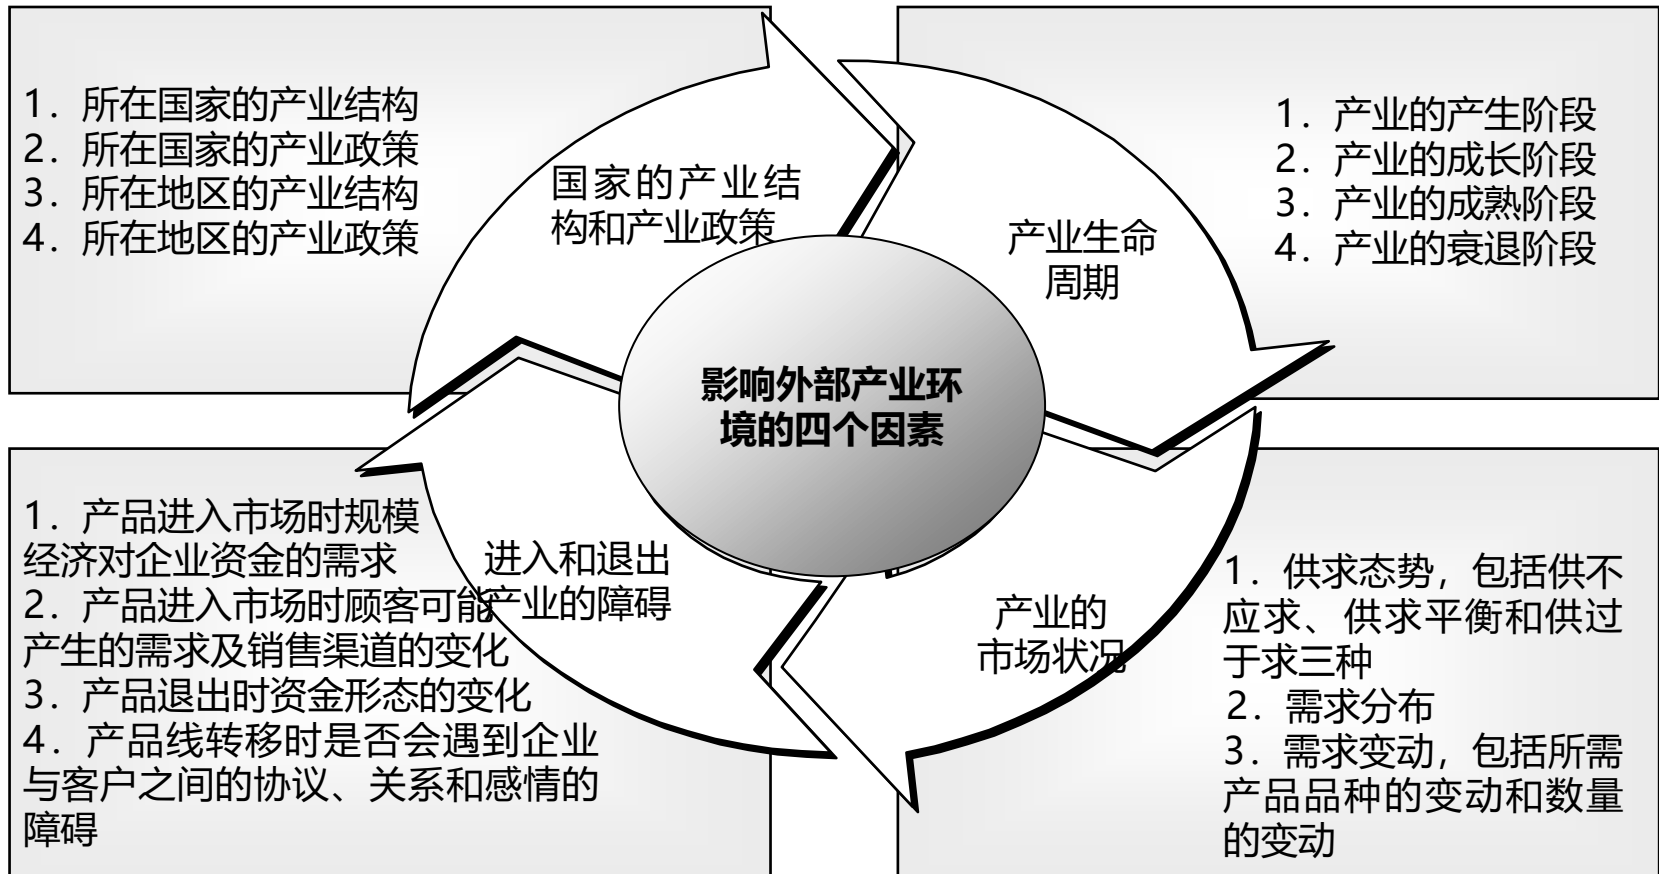 1. 所在国家的产业结构
2. 所在国家的产业政策
3. 所在地区的产业结构
4. 所在地区的产业政策
国家的产业结
构和产业政策
产业生命
周期
1. 产业的产生阶段
2. 产业的成长阶段
3. 产业的成熟阶段
4. 产业的衰退阶段
影响外部产业环
境的四个因素
1. 产品进入市场时规模
经济对企业资金的需求
2. 产品进入市场时顾客可能
产生的需求及销售渠道的变化
3. 产品退出时资金形态的变化
4. 产品线转移时是否会遇到企业
与客户之间的协议、关系和感情的
障碍
进入和退出
产业的障碍
产业的
市场状况
1. 供求态势，包括供不
应求、供求平衡和供过
于求三种
2. 需求分布
3. 需求变动，包括所需
产品品种的变动和数量
的变动